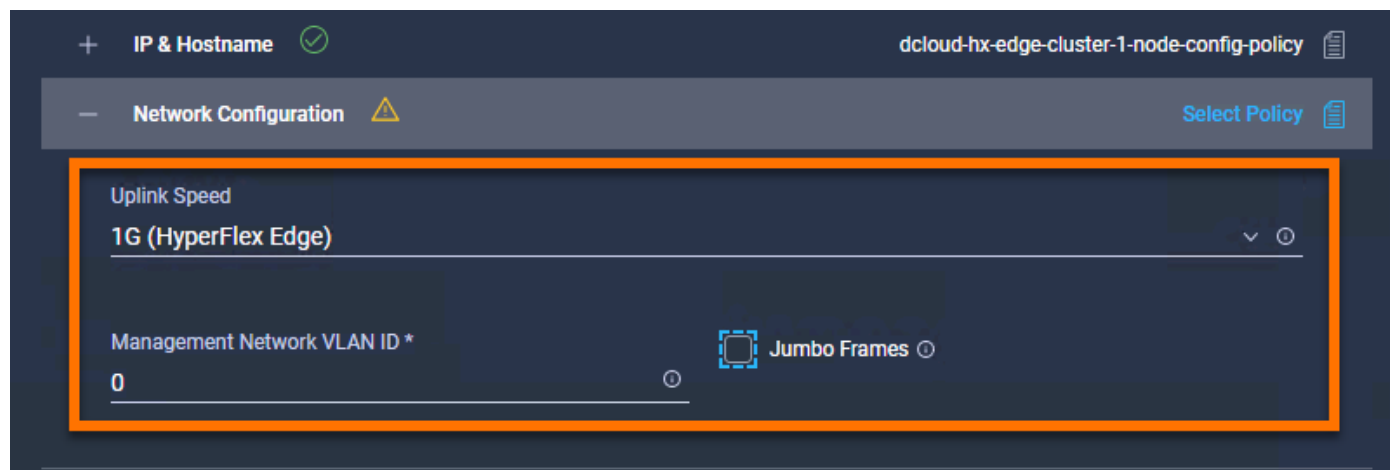 IP & Hostname dcloud-hx-edge-cluster-1-node-config-policy
Network Configuration Select Policy
Uplink Speed
1G (HyperFlex Edge)
Management Network VLAN ID *
Jumbo Frames
0